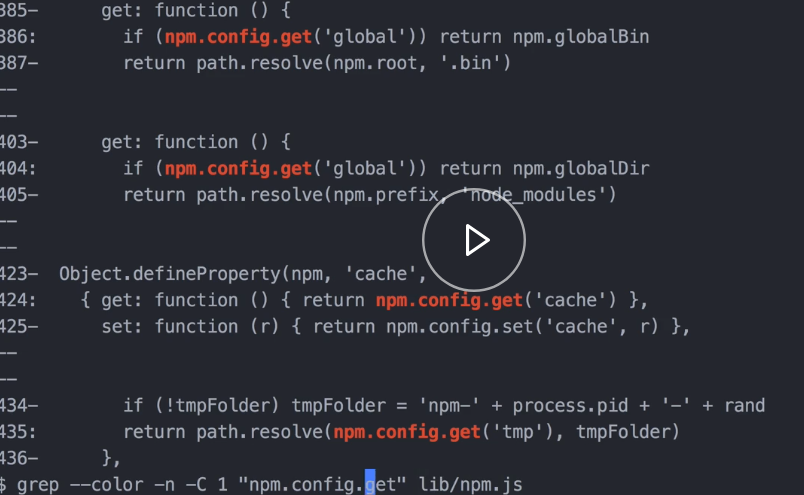 385-      get: function () {
386:        if (npm.config.get('global')) return npm.globalBin
387-        return path.resolve(npm.root, '.bin')
--
--
403-      get: function () {
404:        if (npm.config.get('global')) return npm.globalDir
405-        return path.resolve(npm.prefix, 'node_modules')
--
--
423-  Object.defineProperty(npm, 'cache',
424:    { get: function () { return npm.config.get('cache') },
425-      set: function (r) { return npm.config.set('cache', r) },
--
--
434-        if (!tmpFolder) tmpFolder = 'npm-' + process.pid + '-' + rand
435:        return path.resolve(npm.config.get('tmp'), tmpFolder)
436-      },
$ grep --color -n -C 1 "npm.config.get" lib/npm.js